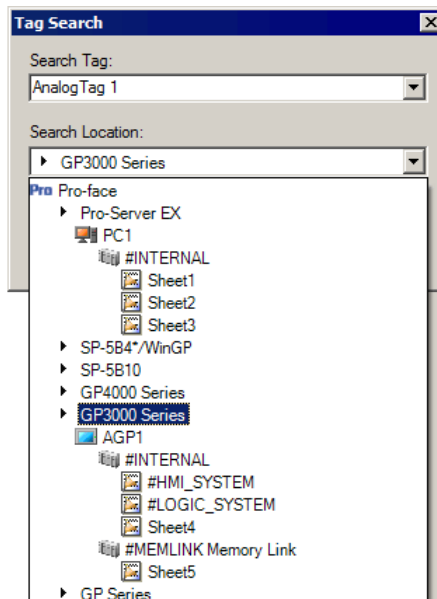 Tag Search
Search Tag:
AnalogTag 1
Search Location:
GP3000 Series
Pro Pro-face
Pro-Server EX
PC1
#INTERNAL
Sheet1
Sheet2
Sheet3
SP-5B4*/WinGP
SP-5B10
GP4000 Series
GP3000 Series
AGP1
#INTERNAL
#HMI_SYSTEM
#LOGIC_SYSTEM
Sheet4
#MEMLINK Memory Link
Sheet5
GP Series